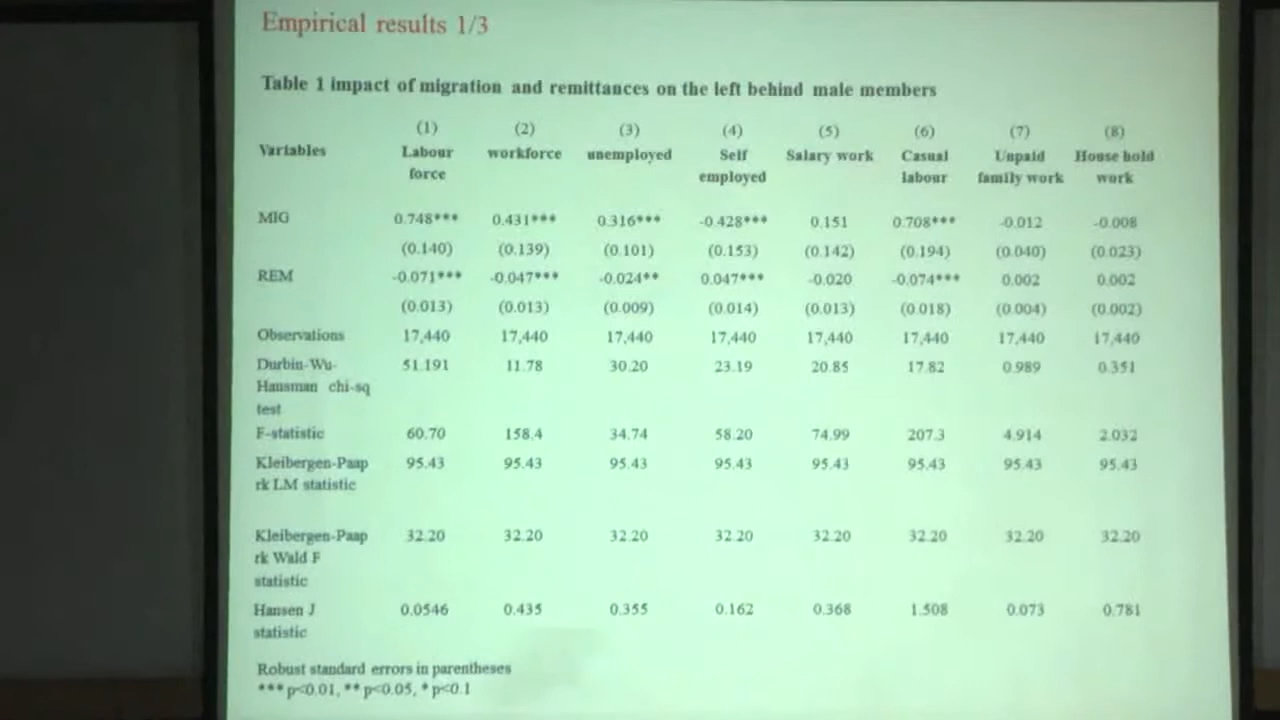 Empirical results 1/3
Table 1 impact of migration and remittances on the left behind male members
(1) (2) (3) (4) (5) (6) (7) (8)
Variables Labour workforce unemployed Self Salary work Casual Unpaid House hold
force employed labour family work work
MIG 0.748*** 0.431*** 0.316*** -0.428*** 0.151 0.708*** -0.012 -0.008
(0.140) (0.139) (0.101) (0.153) (0.142) (0.194) (0.040) (0.023)
REM -0.071*** -0.047*** -0.024** 0.047*** -0.020 -0.074*** 0.002 0.002
(0.013) (0.013) (0.009) (0.014) (0.013) (0.018) (0.004) (0.002)
Observations 17,440 17,440 17,440 17,440 17,440 17,440 17,440 17,440
Durbin-Wu- 51.191 11.78 30.20 23.19 20.85 17.82 0.989 0.351
Hausman chi-sq
test
F-statistic 60.70 158.4 34.74 58.20 74.99 207.3 4.914 2.032
Kleibergen-Paap 95.43 95.43 95.43 95.43 95.43 95.43 95.43 95.43
rk LM statistic
Kleibergen-Paap 32.20 32.20 32.20 32.20 32.20 32.20 32.20 32.20
rk Wald F
statistic
Hansen J 0.0546 0.435 0.355 0.162 0.368 1.508 0.073 0.781
statistic
Robust standard errors in parentheses
*** p<0.01, ** p<0.05, * p<0.1